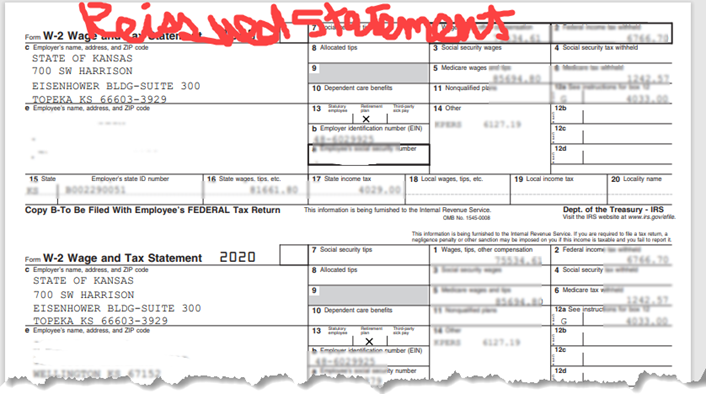 Reissued Statement
7 Social security tips
2 Federal income tax withheld
6766.70
Form W-2 Wage and Tax Statement
c Employer's name, address, and ZIP code
8 Allocated tips
3 Social security wages
4 Social security tax withheld
STATE OF KANSAS
700 SW HARRISON
9
5 Medicare wages and tips
6 Medicare tax withheld
85694.80
1242.57
EISENHOWER BLDG-SUITE 300
10 Dependent care benefits
11 Nonqualified plans
12a See instructions for box 12
G 4033.00
TOPEKA KS 66603-3929
e Employee's name, address, and ZIP code
13 Statutory employee Retirement plan Third-party sick pay
X
14 Other
12b
KPERS 6127.19
b Employer identification number (EIN)
48-6029925
12c
a Employee's social security number
12d
15 State Employer's state ID number
16 State wages, tips, etc.
17 State income tax
18 Local wages, tips, etc.
19 Local income tax
20 Locality name
KS B002290051
81661.80
4029.00
Copy B-To Be Filed With Employee's FEDERAL Tax Return
This information is being furnished to the Internal Revenue Service.
OMB No. 1545-0008
Dept. of the Treasury - IRS
Visit the IRS website at www.irs.gov/efile.
This information is being furnished to the Internal Revenue Service. If you are required to file a tax return, a
negligence penalty or other sanction may be imposed on you if this income is taxable and you fail to report it.
Form W-2 Wage and Tax Statement 2020
7 Social security tips
1 Wages, tips, other compensation
2 Federal income tax withheld
75534.61
6766.70
c Employer's name, address, and ZIP code
8 Allocated tips
3 Social security wages
4 Social security
STATE OF KANSAS
700 SW HARRISON
9
5 Medicare wages and tips
6 Medicare tax
85694.80
1242.57
EISENHOWER BLDG-SUITE 300
10 Dependent care benefits
11 Nonqualified plans
12a See instructions for box 12
G 4033.00
TOPEKA KS 66603-3929
e Employee's name, address, and ZIP code
13 Statutory employee Retirement plan Third-party sick pay
X
14 Other
12b
KPERS 6127.19
b Employer identification number (EIN)
48-6029925
12c
WELLINGTON KS 67152
a Employee's social security number
12d